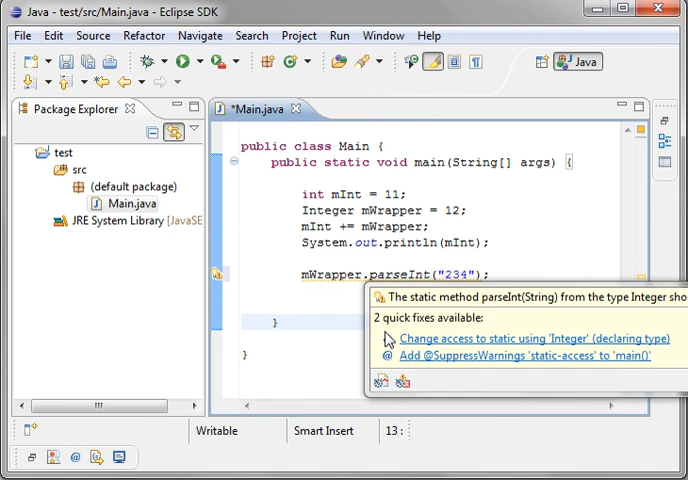 Java - test/src/Main.java - Eclipse SDK
File Edit Source Refactor Navigate Search Project Run Window Help
Java
Package Explorer
*Main.java
test
src
(default package)
Main.java
JRE System Library [JavaSE
public class Main {
public static void main(String[] args) {
int mInt = 11;
Integer mWrapper = 12;
mInt += mWrapper;
System.out.println(mInt);
mWrapper.parseInt("234");
}
}
The static method parseInt(String) from the type Integer sho
2 quick fixes available:
Change access to static using 'Integer' (declaring type)
@ Add @SuppressWarnings 'static-access' to 'main()'
Writable Smart Insert 13 :